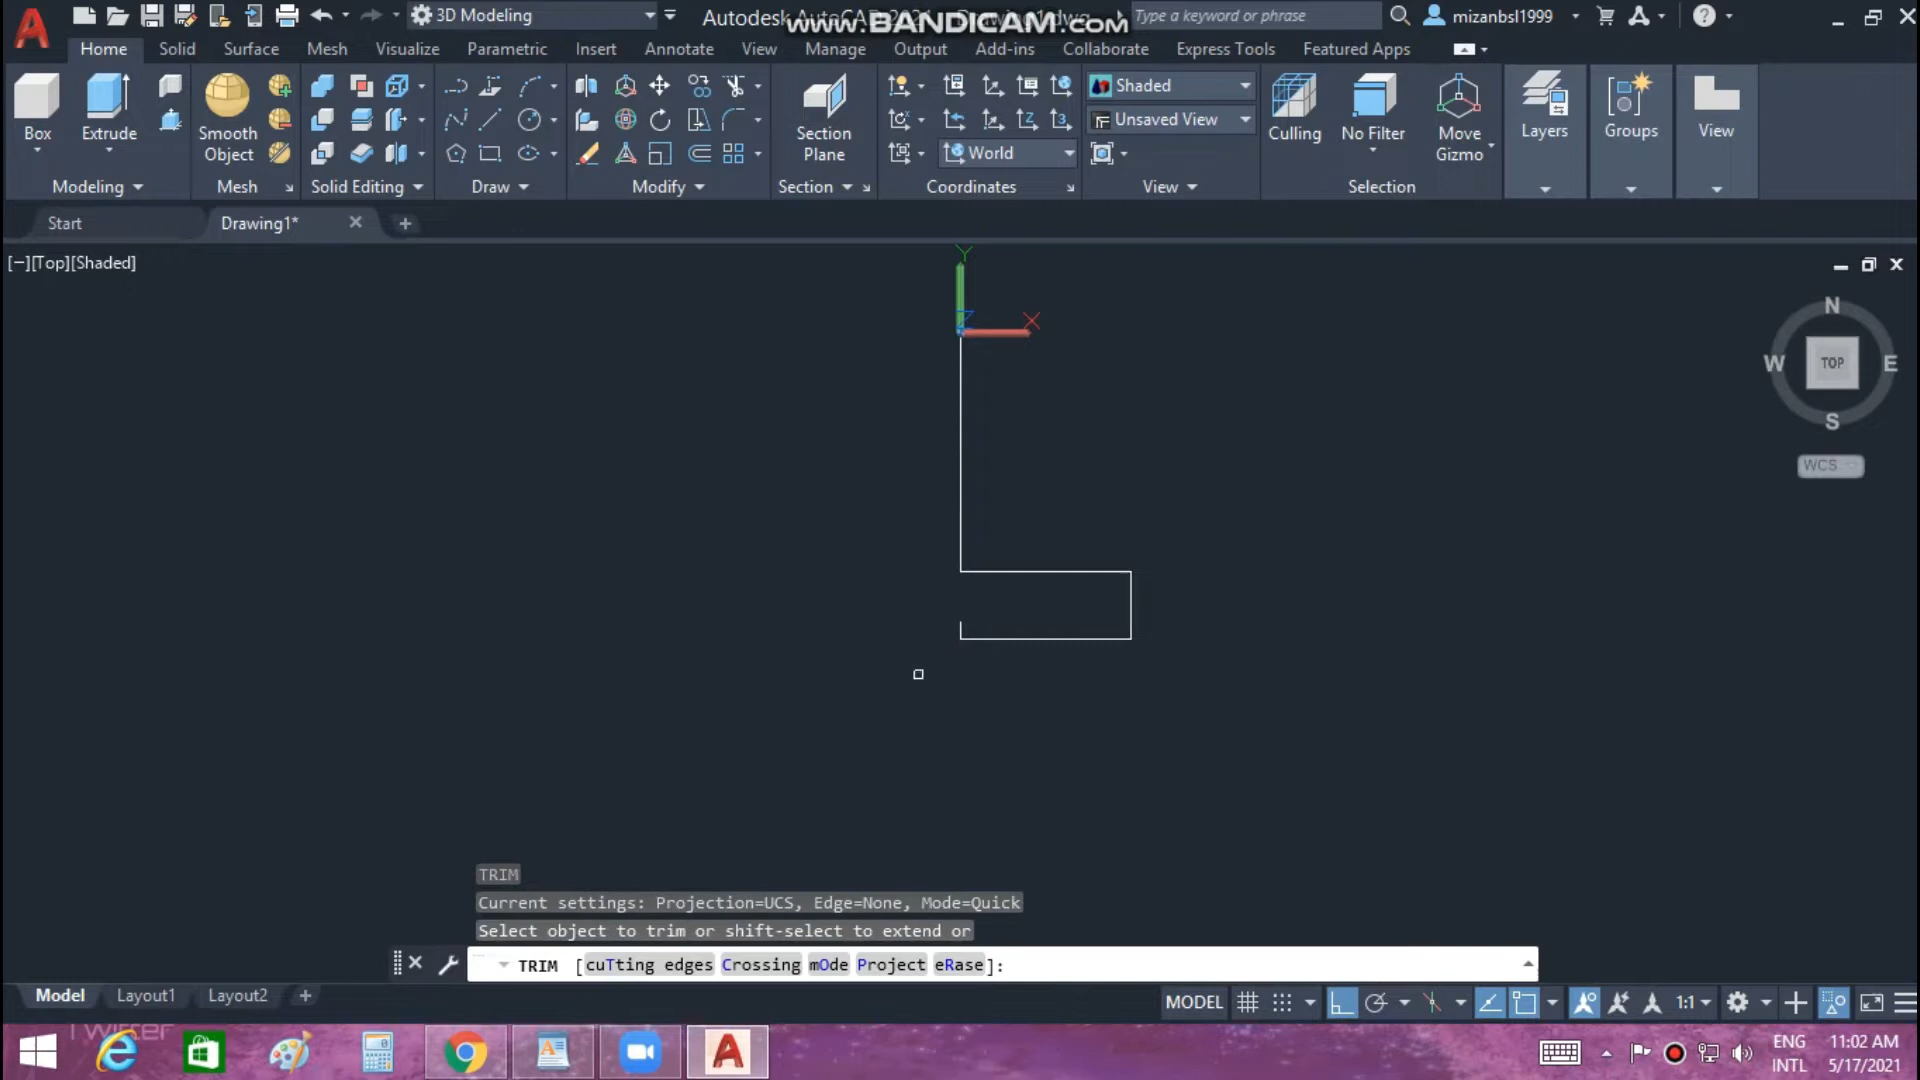 3D Modeling
Autodesk AutoCAD
www.BANDICAM.com
Type a keyword or phrase
mizanbsl1999
Home Solid Surface Mesh Visualize Parametric Insert Annotate View Manage Output Add-ins Collaborate Express Tools Featured Apps
Box
Extrude
Smooth
Object
Section
Plane
Shaded
Unsaved View
World
Culling
No Filter
Move
Gizmo
Layers
Groups
View
Modeling Mesh Solid Editing Draw Modify Section Coordinates View Selection
Start Drawing1*
[−][Top][Shaded]
Y
X
Z
N
W TOP E
S
WCS
TRIM
Current settings: Projection=UCS, Edge=None, Mode=Quick
Select object to trim or shift-select to extend or
TRIM [cuTting edges Crossing mOde Project eRase]:
Model Layout1 Layout2
MODEL 1:1
Twitter
ENG
INTL
11:02 AM
5/17/2021